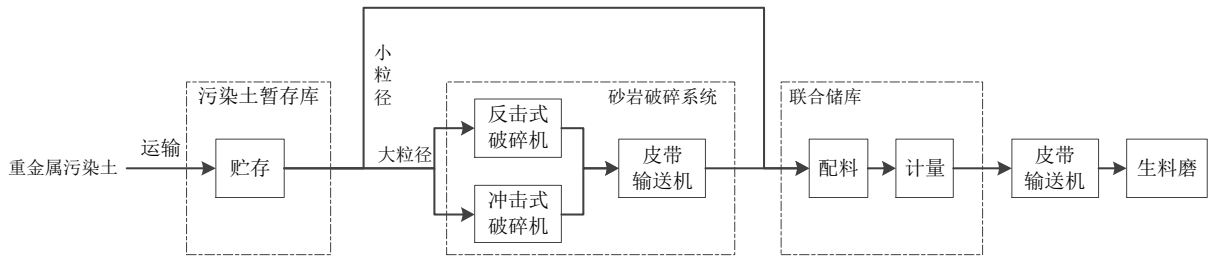 重金属污染土
运输
污染土暂存库
贮存
小
粒
径
大粒径
砂岩破碎系统
反击式
破碎机
冲击式
破碎机
皮带
输送机
联合储库
配料
计量
皮带
输送机
生料磨